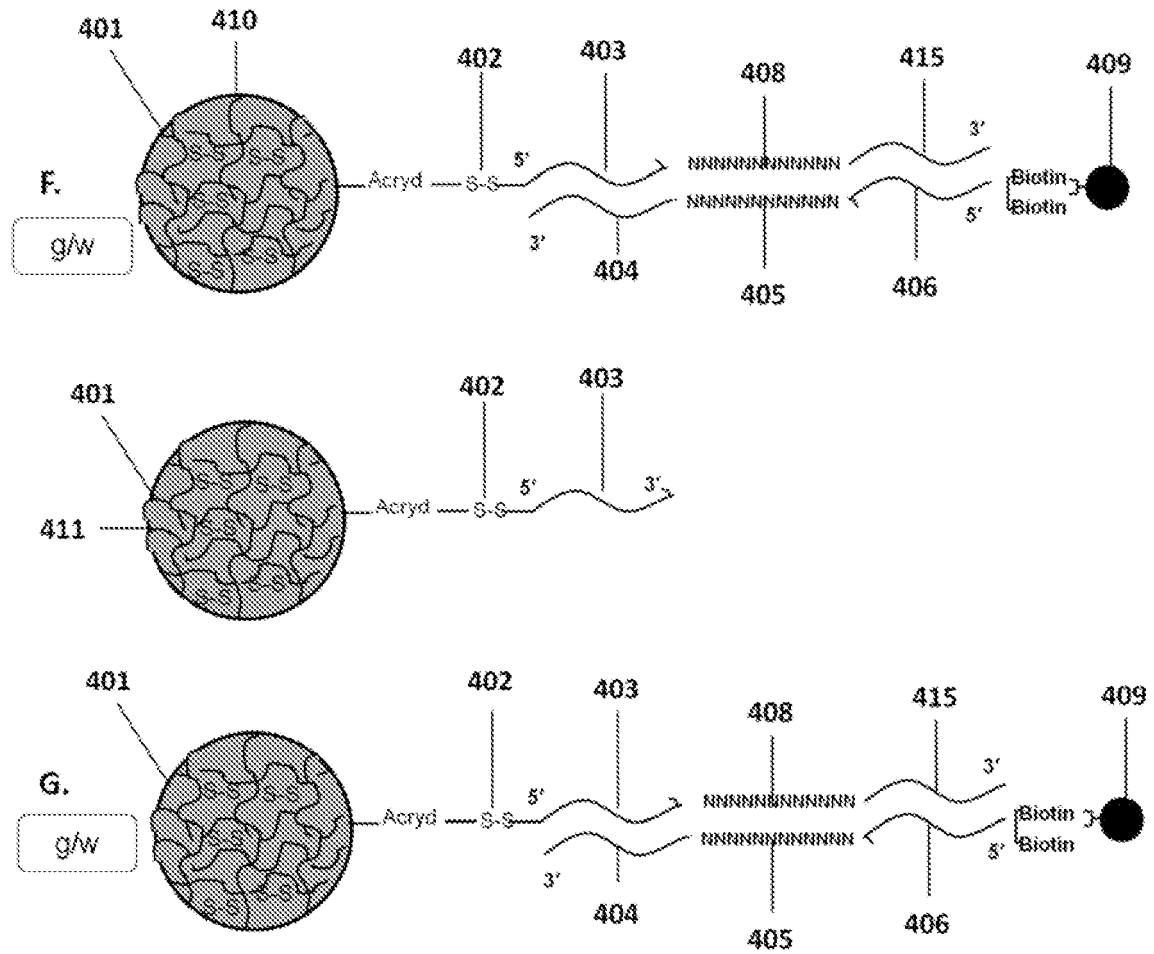 401 410 402 403 408 415 409
F. g/w
S-S S-S S-S S-S S-S
Acryd S-S 5' NNNNNNNNNNNN 3'
3' NNNNNNNNNNNN 5' Biotin
Biotin
404 405 406
401 402 403
411
S-S S-S S-S S-S S-S
Acryd S-S 5' 3'
401 402 403 408 415 409
G. g/w
S-S S-S S-S S-S S-S
Acryd S-S 5' NNNNNNNNNNNN 3'
3' NNNNNNNNNNNN 5' Biotin
Biotin
404 405 406